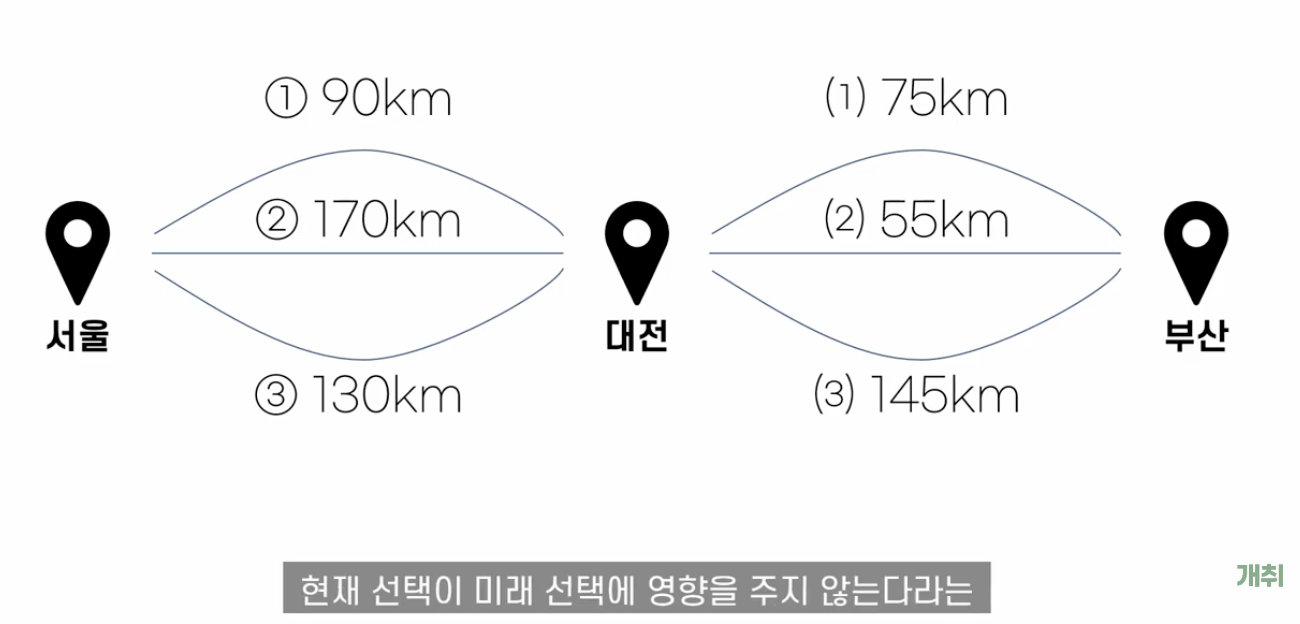 ① 90km
(1) 75km
② 170km
(2) 55km
서울
대전
부산
③ 130km
(3) 145km
현재 선택이 미래 선택에 영향을 주지 않는다라는
개취